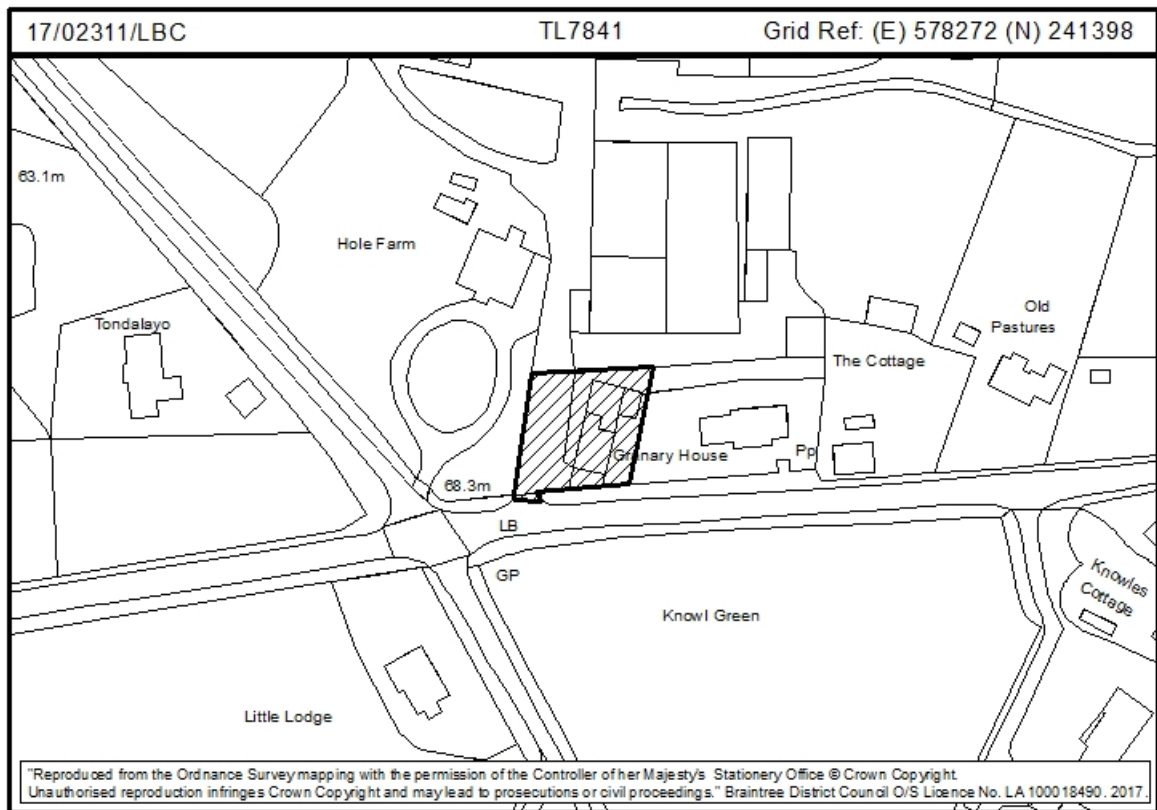 17/02311/LBC TL7841 Grid Ref: (E) 578272 (N) 241398
63.1m
Hole Farm
Tondalayo
Old
Pastures
The Cottage
Granary House
Pp
68.3m
LB
GP
Knowles
Cottage
Knowl Green
Little Lodge
"Reproduced from the Ordnance Survey mapping with the permission of the Controller of her Majesty's Stationery Office © Crown Copyright.
Unauthorised reproduction infringes Crown Copyright and may lead to prosecutions or civil proceedings." Braintree District Council O/S Licence No. LA 100018490. 2017.